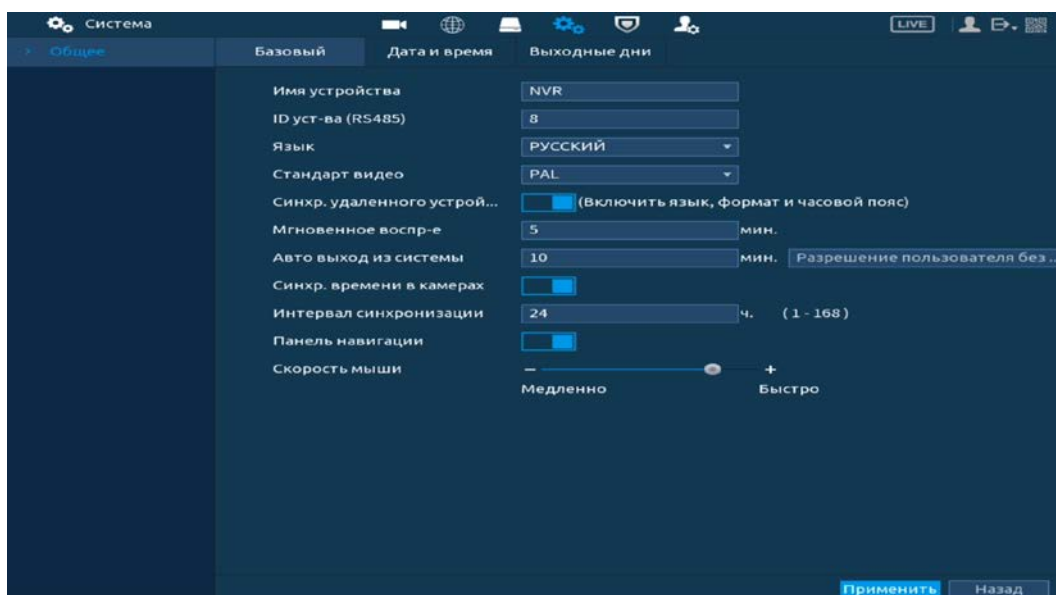 Система LIVE
Общее Базовый Дата и время Выходные дни
Имя устройства NVR
ID уст-ва (RS485) 8
Язык РУССКИЙ
Стандарт видео PAL
Синхр. удаленного устрой... (Включить язык, формат и часовой пояс)
Мгновенное воспр-е 5 мин.
Авто выход из системы 10 мин. Разрешение пользователя без ..
Синхр. времени в камерах
Интервал синхронизации 24 ч. (1 - 168)
Панель навигации
Скорость мыши − +
Медленно Быстро
Применить Назад